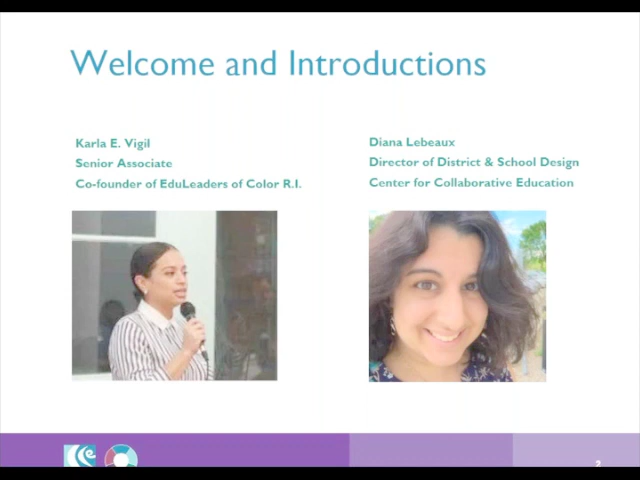 Welcome and Introductions
Karla E. Vigil
Senior Associate
Co-founder of EduLeaders of Color R.I.
Diana Lebeaux
Director of District & School Design
Center for Collaborative Education
2